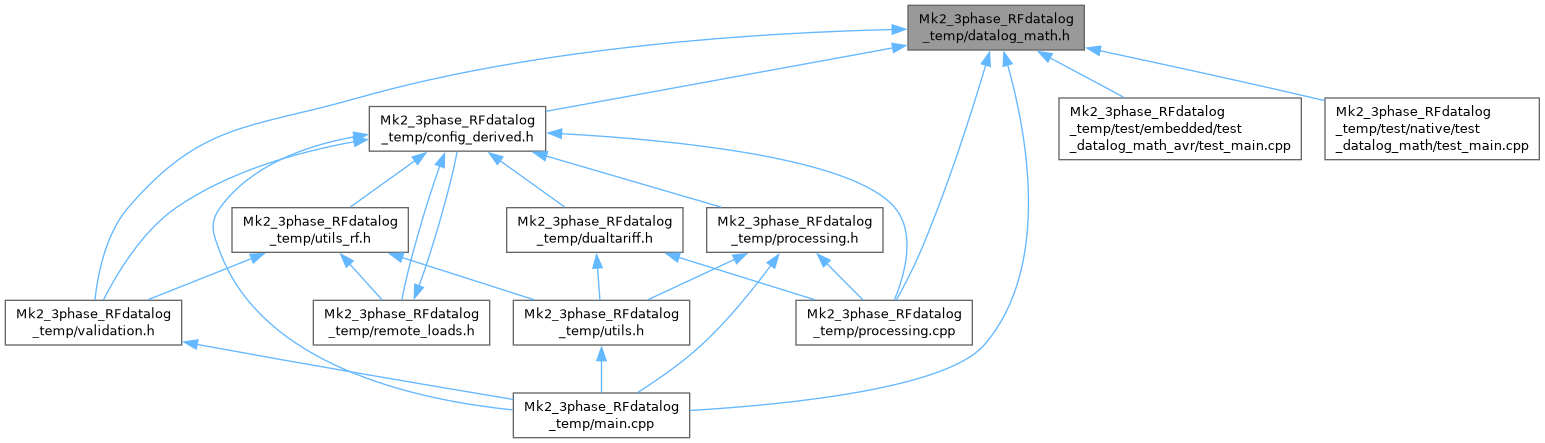 Mk2_3phase_RFdatalog
_temp/datalog_math.h
Mk2_3phase_RFdatalog
_temp/config_derived.h
Mk2_3phase_RFdatalog
_temp/test/embedded/test
_datalog_math_avr/test_main.cpp
Mk2_3phase_RFdatalog
_temp/test/native/test
_datalog_math/test_main.cpp
Mk2_3phase_RFdatalog
_temp/utils_rf.h
Mk2_3phase_RFdatalog
_temp/dualtariff.h
Mk2_3phase_RFdatalog
_temp/processing.h
Mk2_3phase_RFdatalog
_temp/validation.h
Mk2_3phase_RFdatalog
_temp/remote_loads.h
Mk2_3phase_RFdatalog
_temp/utils.h
Mk2_3phase_RFdatalog
_temp/processing.cpp
Mk2_3phase_RFdatalog
_temp/main.cpp